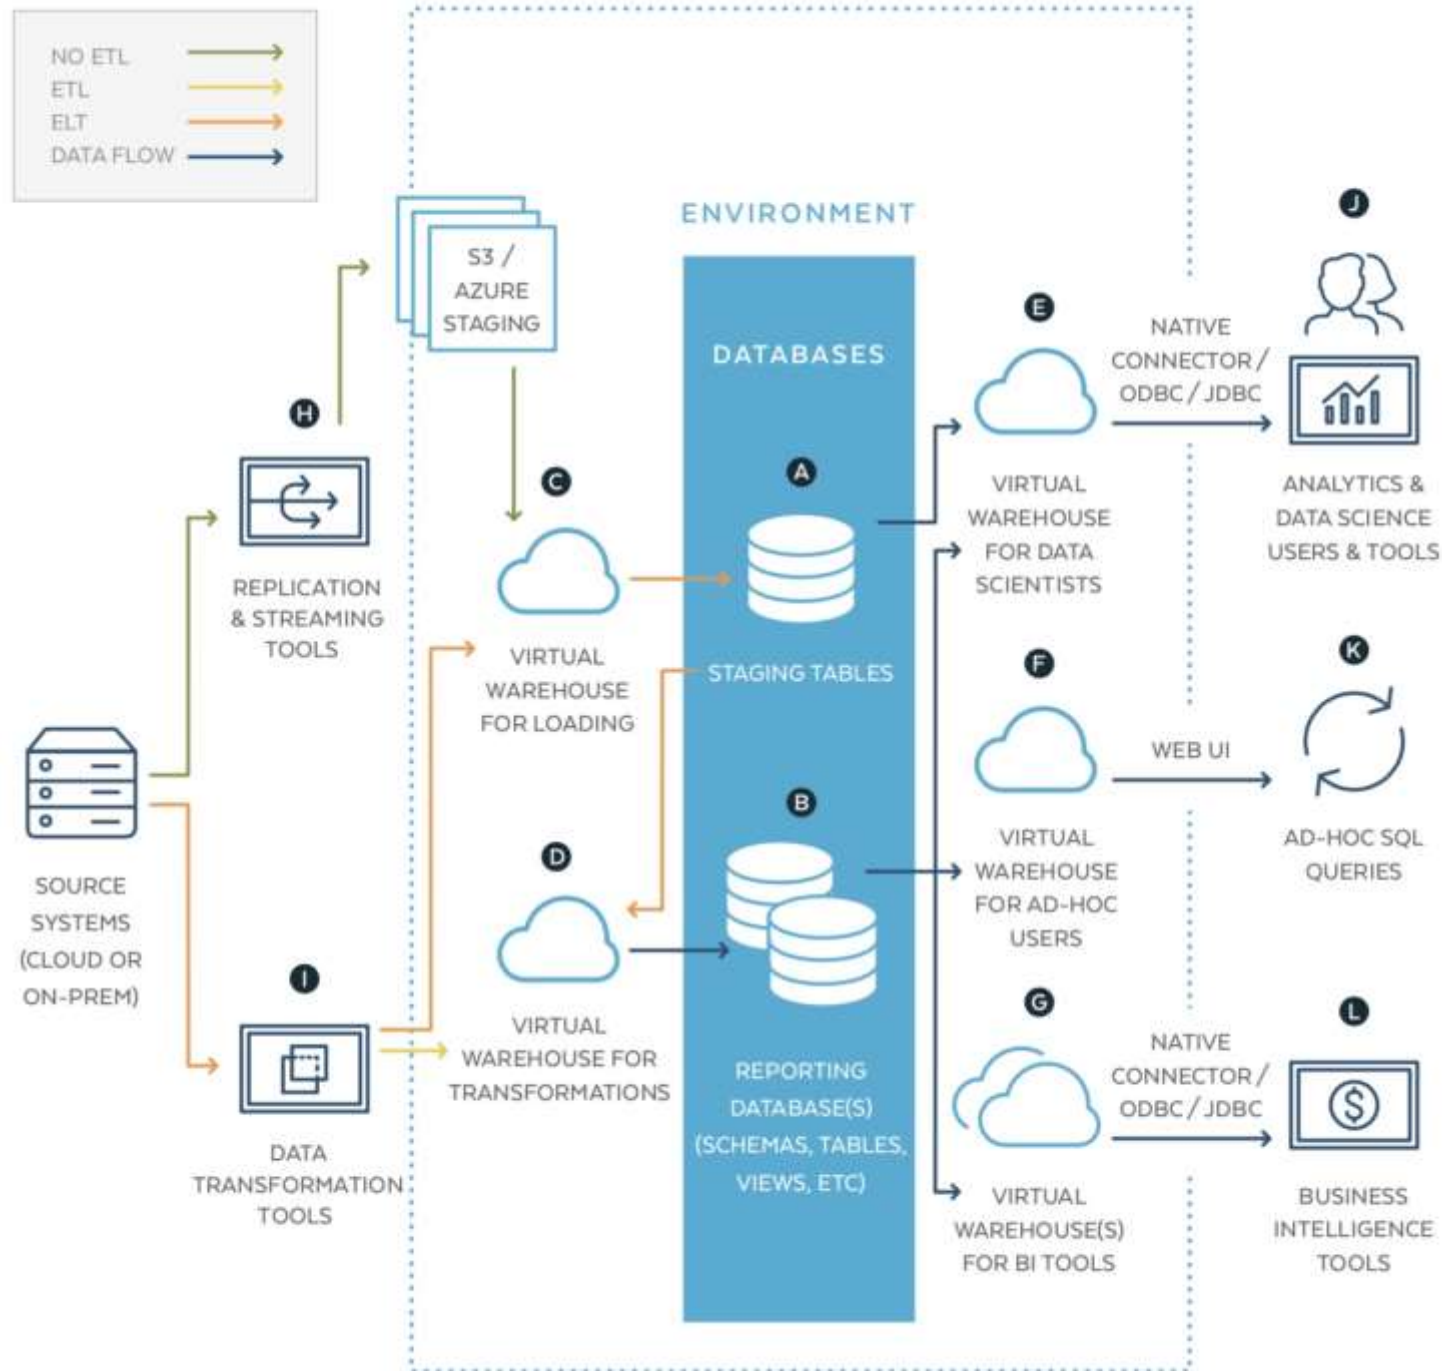 NO ETL
ETL
ELT
DATA FLOW
S3 /
AZURE
STAGING
ENVIRONMENT
DATABASES
H
REPLICATION
& STREAMING
TOOLS
SOURCE
SYSTEMS
(CLOUD OR
ON-PREM)
I
DATA
TRANSFORMATION
TOOLS
C
VIRTUAL
WAREHOUSE
FOR LOADING
D
VIRTUAL
WAREHOUSE FOR
TRANSFORMATIONS
A
STAGING TABLES
B
REPORTING
DATABASE(S)
(SCHEMAS, TABLES,
VIEWS, ETC)
E
VIRTUAL
WAREHOUSE
FOR DATA
SCIENTISTS
NATIVE
CONNECTOR /
ODBC / JDBC
J
ANALYTICS &
DATA SCIENCE
USERS & TOOLS
F
VIRTUAL
WAREHOUSE
FOR AD-HOC
USERS
WEB UI
K
AD-HOC SQL
QUERIES
G
VIRTUAL
WAREHOUSE(S)
FOR BI TOOLS
NATIVE
CONNECTOR /
ODBC / JDBC
L
BUSINESS
INTELLIGENCE
TOOLS